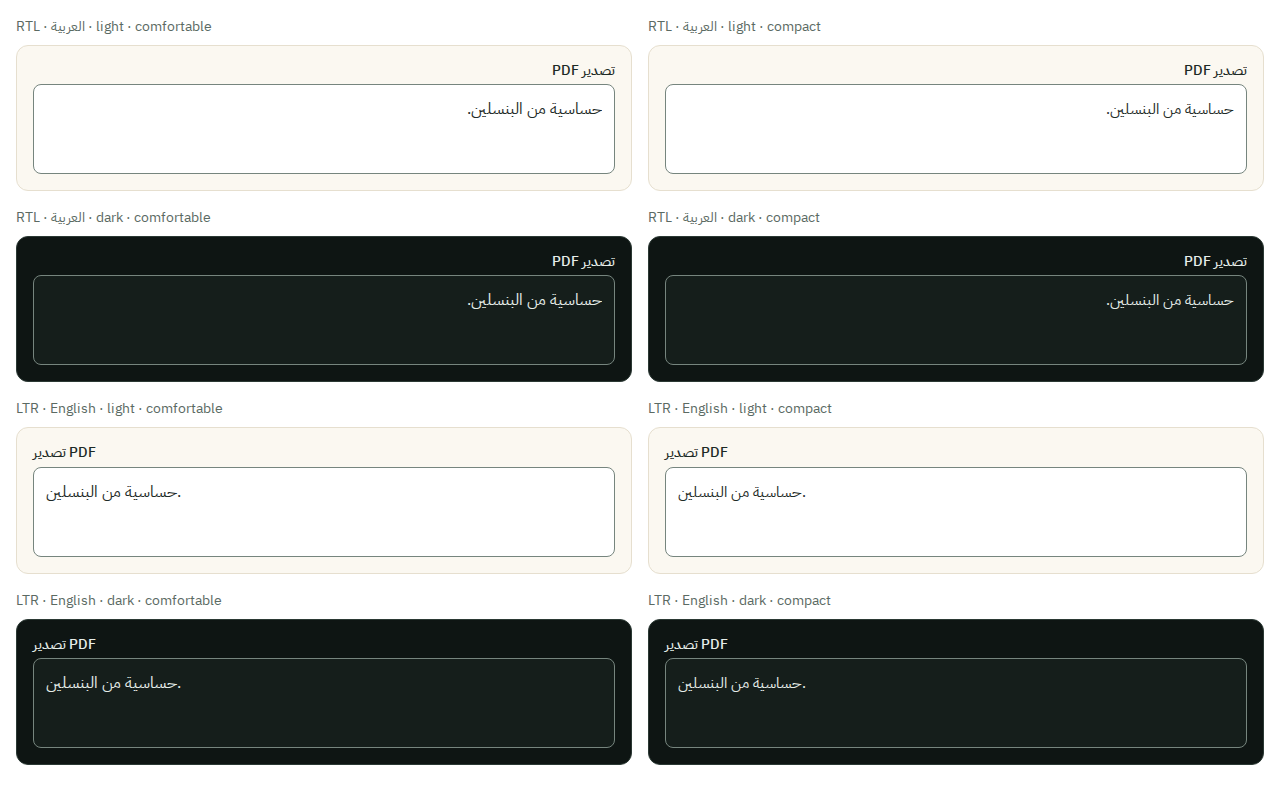 RTL · العربية · light · comfortable
تصدير PDF
حساسية من البنسلين.
RTL · العربية · light · compact
تصدير PDF
حساسية من البنسلين.
RTL · العربية · dark · comfortable
تصدير PDF
حساسية من البنسلين.
RTL · العربية · dark · compact
تصدير PDF
حساسية من البنسلين.
LTR · English · light · comfortable
تصدير PDF
حساسية من البنسلين.
LTR · English · light · compact
تصدير PDF
حساسية من البنسلين.
LTR · English · dark · comfortable
تصدير PDF
حساسية من البنسلين.
LTR · English · dark · compact
تصدير PDF
حساسية من البنسلين.